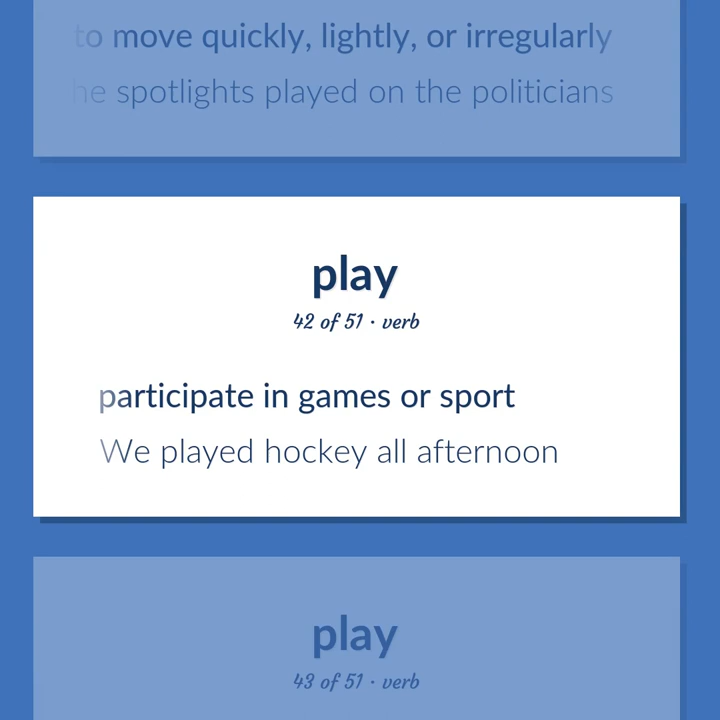 to move quickly, lightly, or irregularly
he spotlights played on the politicians
play
42 of 51 · verb
participate in games or sport
We played hockey all afternoon
play
43 of 51 · verb